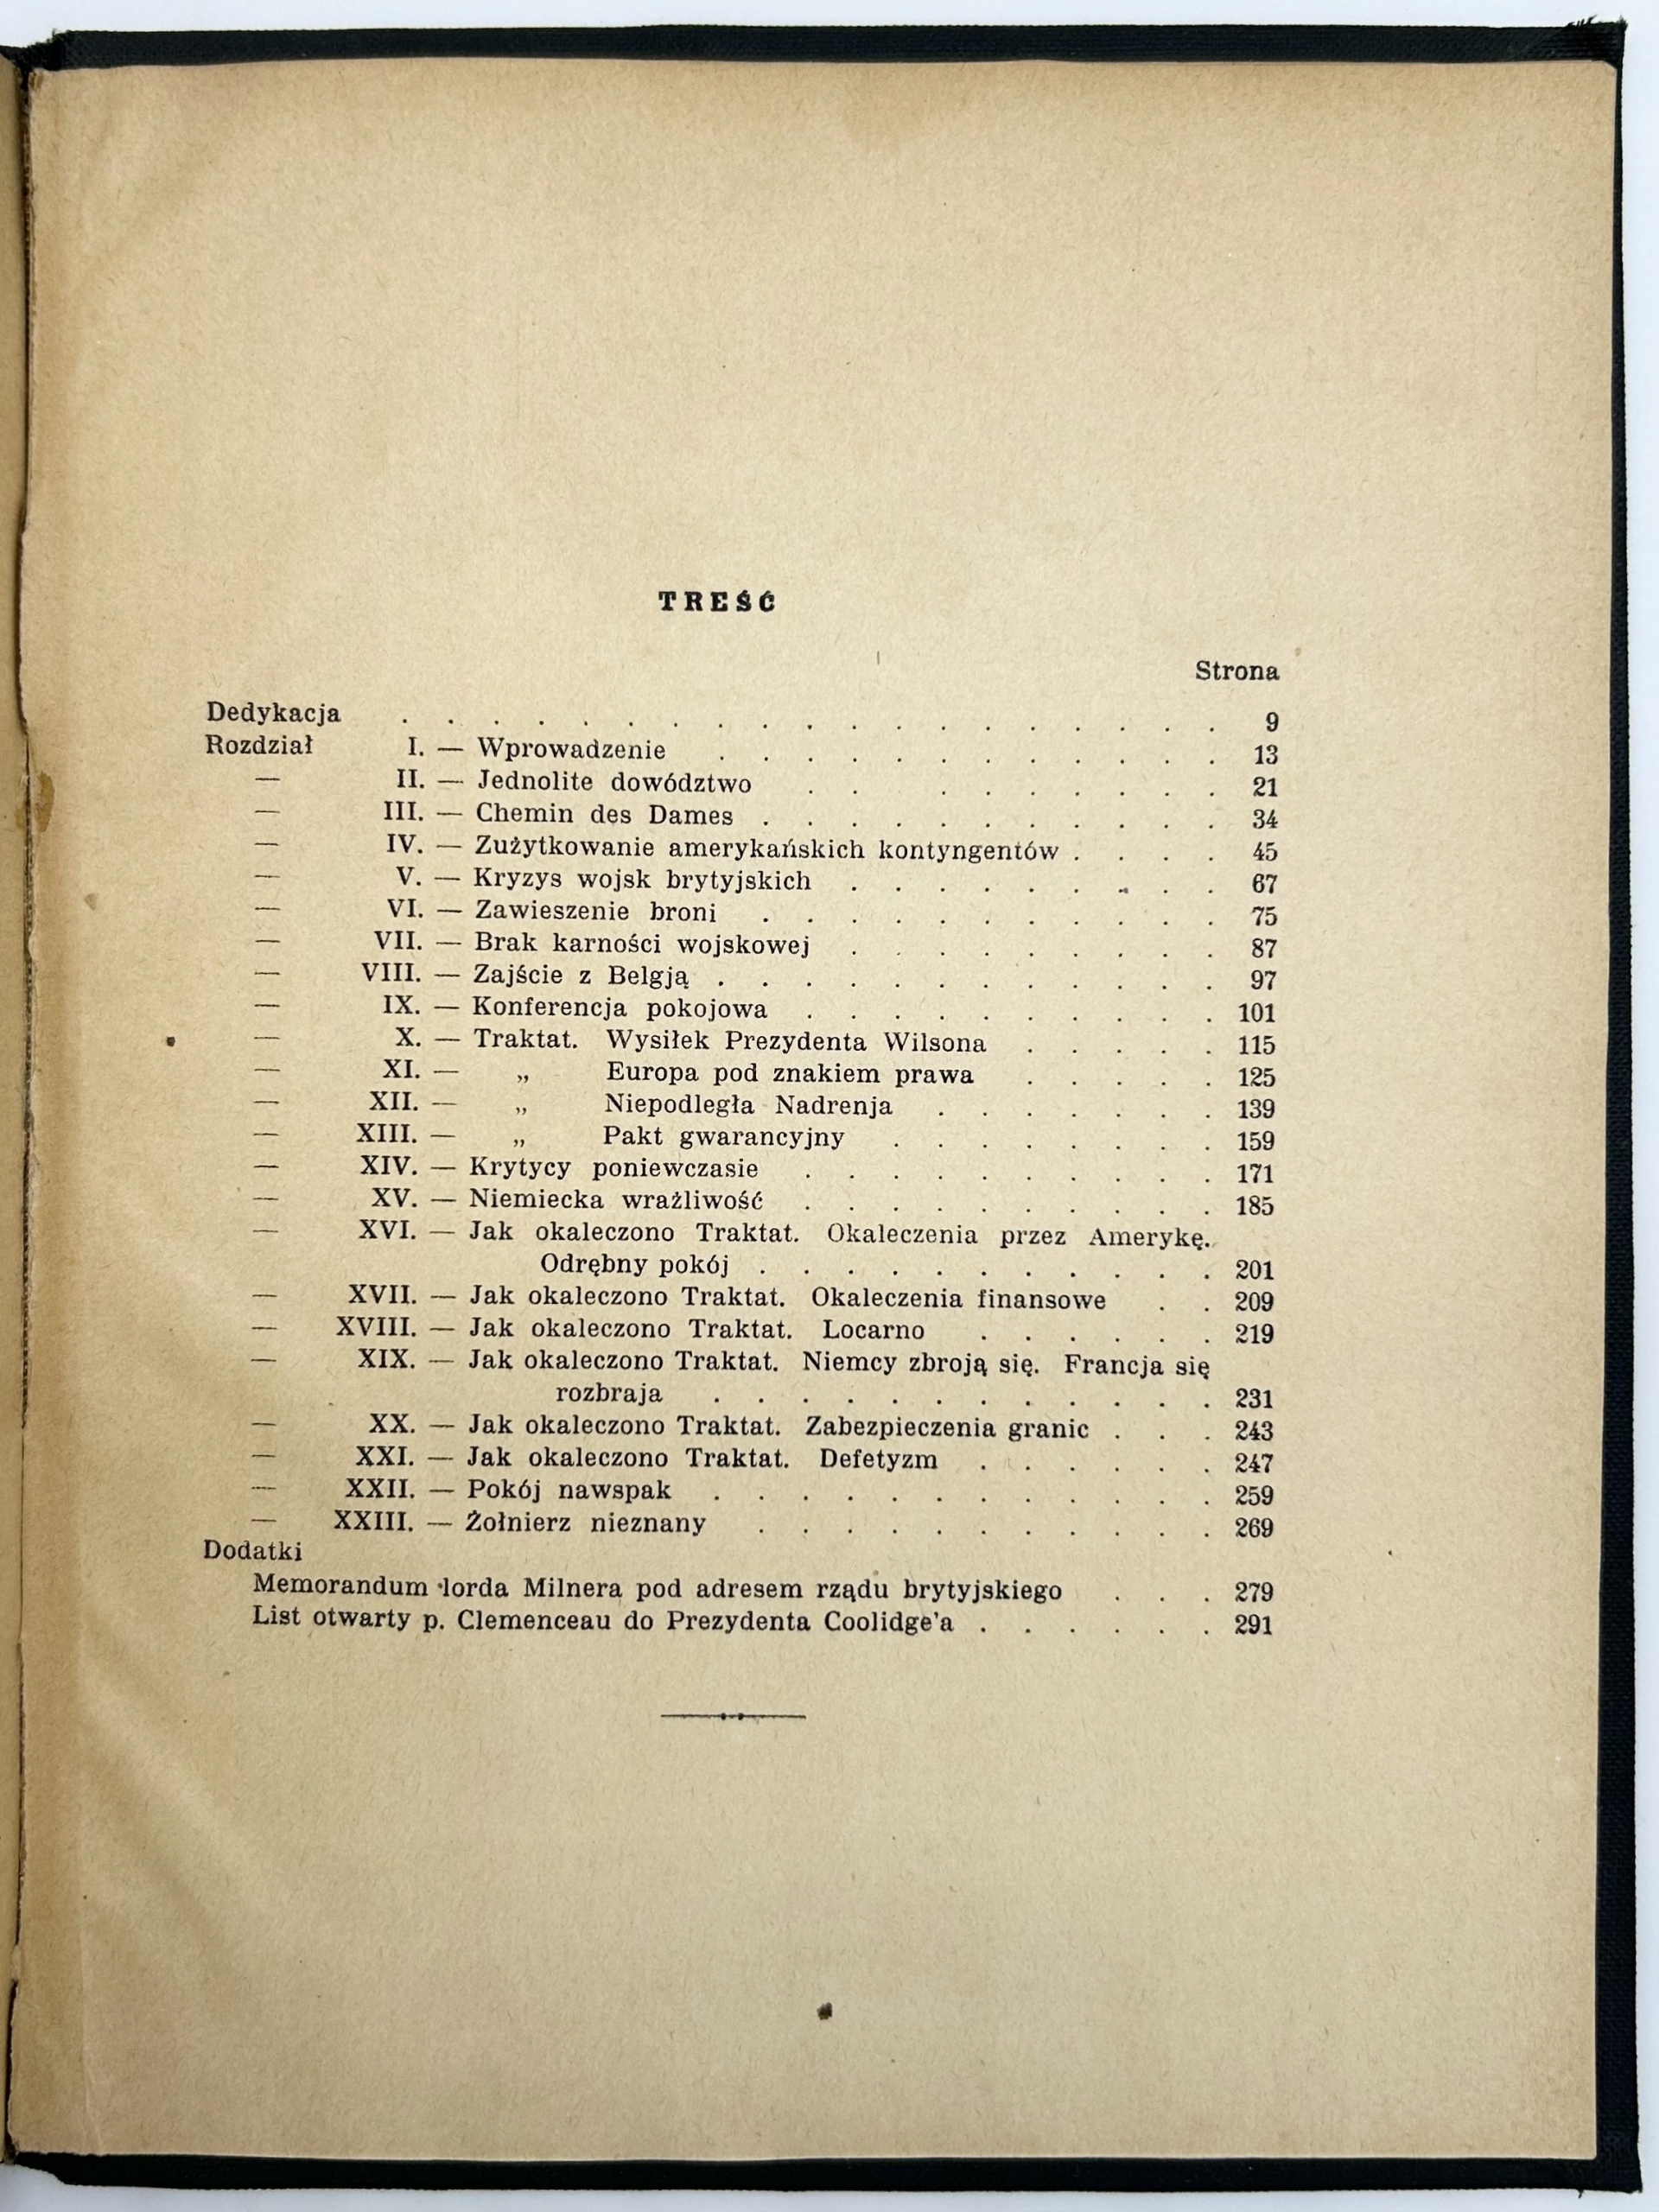 TREŚĆ
Strona
Dedykacja . . . . . . . . . . . . . . . . . . . 9
Rozdział I. — Wprowadzenie . . . . . . . . . . . . 13
— II. — Jednolite dowództwo . . . . . . . . . 21
— III. — Chemin des Dames . . . . . . . . . . . 34
— IV. — Zużytkowanie amerykańskich kontyngentów . . . . 45
— V. — Kryzys wojsk brytyjskich . . . . . . . . . 67
— VI. — Zawieszenie broni . . . . . . . . . . . 75
— VII. — Brak karności wojskowej . . . . . . . . . 87
— VIII. — Zajście z Belgją . . . . . . . . . . . . 97
— IX. — Konferencja pokojowa . . . . . . . . . . 101
— X. — Traktat. Wysiłek Prezydenta Wilsona . . . . . 115
— XI. — „ Europa pod znakiem prawa . . . . . 125
— XII. — „ Niepodległa Nadrenja . . . . . . . 139
— XIII. — „ Pakt gwarancyjny . . . . . . . . 159
— XIV. — Krytycy poniewczasie . . . . . . . . . . 171
— XV. — Niemiecka wrażliwość . . . . . . . . . . 185
— XVI. — Jak okaleczono Traktat. Okaleczenia przez Amerykę.
Odrębny pokój . . . . . . . . . . . 201
— XVII. — Jak okaleczono Traktat. Okaleczenia finansowe . . 209
— XVIII. — Jak okaleczono Traktat. Locarno . . . . . . 219
— XIX. — Jak okaleczono Traktat. Niemcy zbroją się. Francja się
rozbraja . . . . . . . . . . . . 231
— XX. — Jak okaleczono Traktat. Zabezpieczenia granic . . . 243
— XXI. — Jak okaleczono Traktat. Defetyzm . . . . . . 247
— XXII. — Pokój nawspak . . . . . . . . . . . . 259
— XXIII. — Żołnierz nieznany . . . . . . . . . . . 269
Dodatki
Memorandum lorda Milnera pod adresem rządu brytyjskiego . . . 279
List otwarty p. Clemenceau do Prezydenta Coolidge'a . . . . . . 291